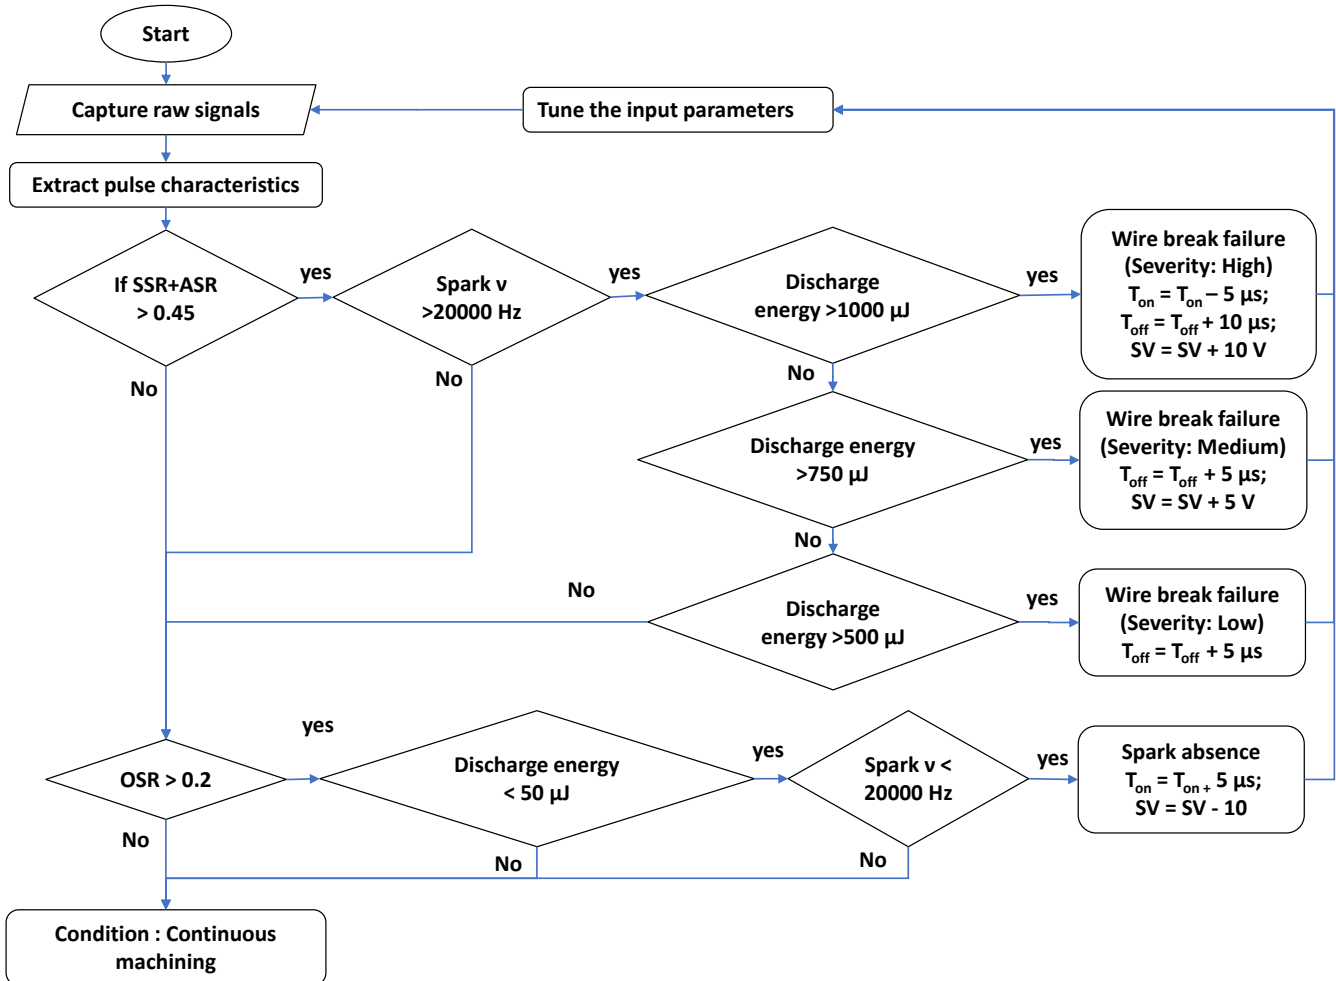 Start
Capture raw signals
Tune the input parameters
Extract pulse characteristics
If SSR+ASR
> 0.45
yes
No
Spark ν
>20000 Hz
yes
No
Discharge
energy >1000 µJ
yes
No
Wire break failure
(Severity: High)
Ton = Ton – 5 µs;
Toff = Toff + 10 µs;
SV = SV + 10 V
Discharge energy
>750 µJ
yes
No
Wire break failure
(Severity: Medium)
Toff = Toff + 5 µs;
SV = SV + 5 V
Discharge
energy >500 µJ
No
yes
Wire break failure
(Severity: Low)
Toff = Toff + 5 µs
OSR > 0.2
yes
No
Discharge energy
< 50 µJ
yes
No
Spark ν <
20000 Hz
yes
No
Spark absence
Ton = Ton + 5 µs;
SV = SV - 10
Condition : Continuous
machining